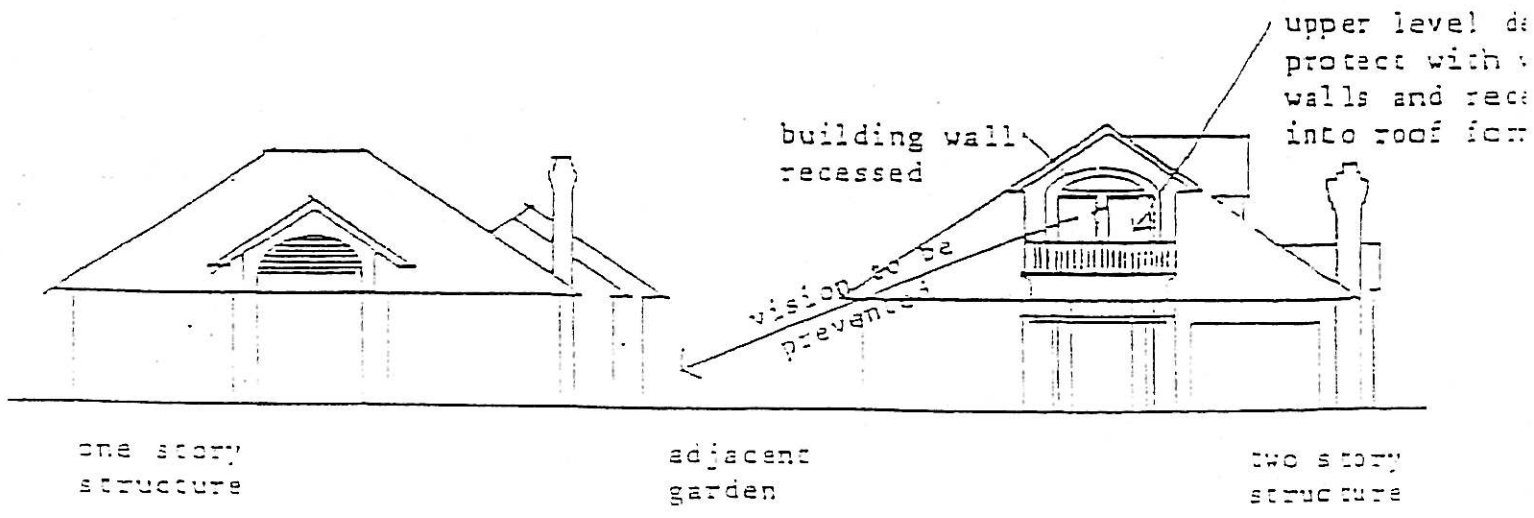 upper level
protect with
walls and
into roof
building wall
recessed
vision to be
prevented
one story
structure
adjacent
garden
two story
structure